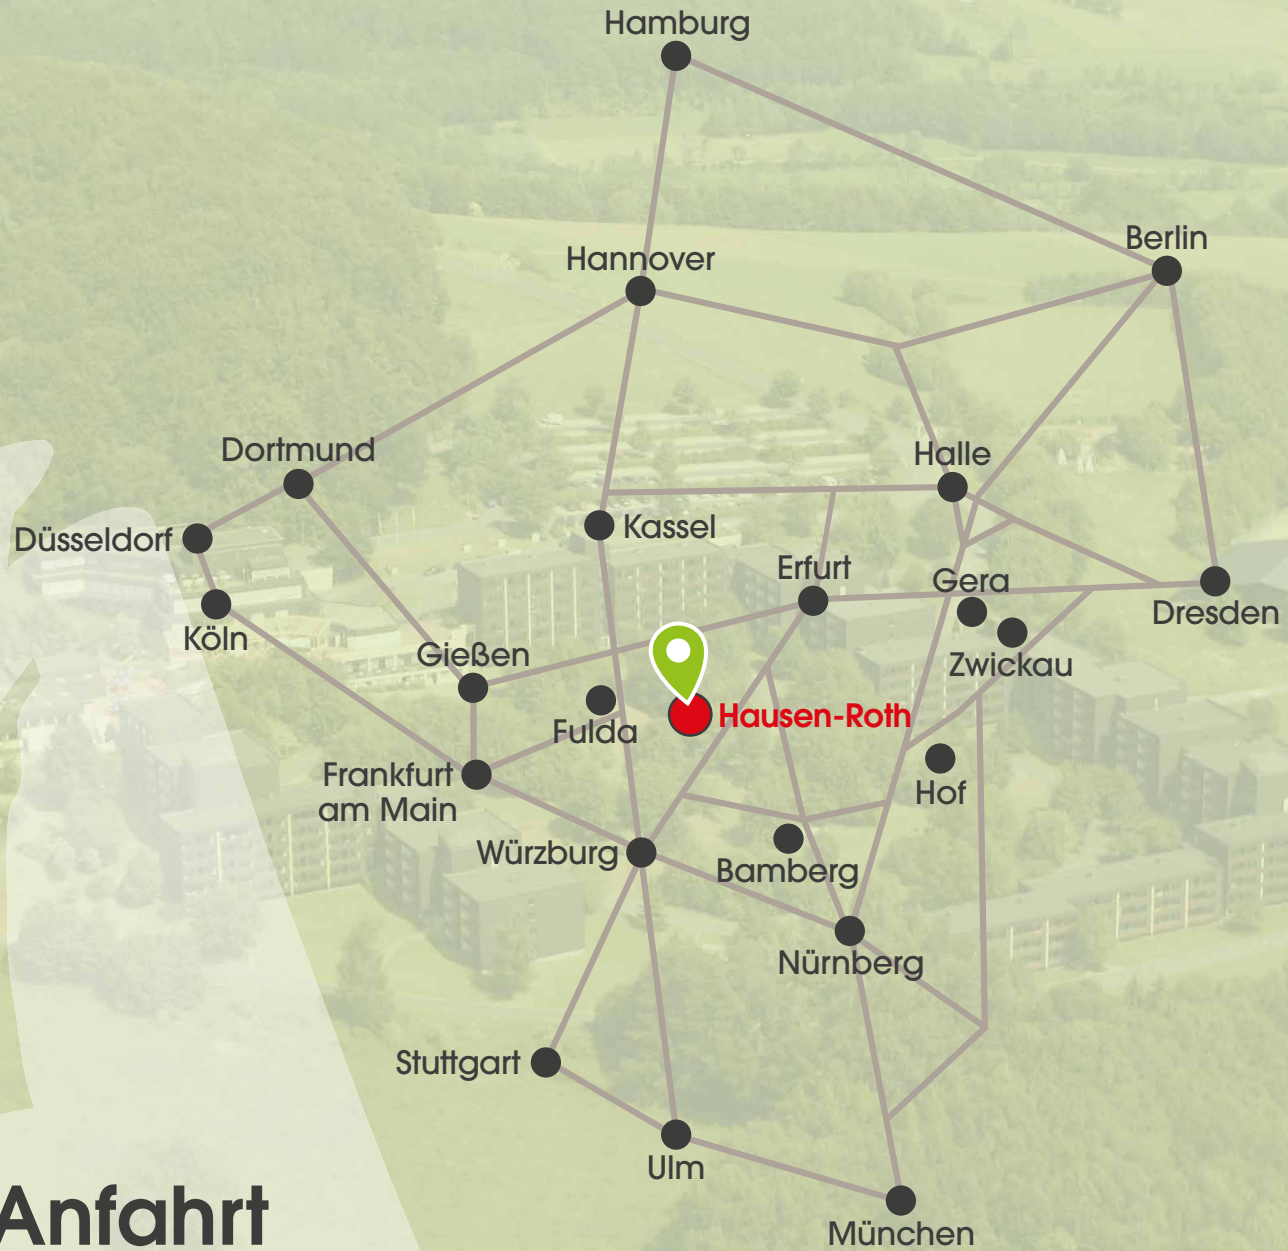 Hamburg
Berlin
Hannover
Dortmund
Halle
Düsseldorf
Kassel
Erfurt
Gera
Dresden
Köln
Gießen
Zwickau
Hausen-Roth
Fulda
Frankfurt
am Main
Hof
Würzburg
Bamberg
Nürnberg
Stuttgart
Ulm
Anfahrt
München